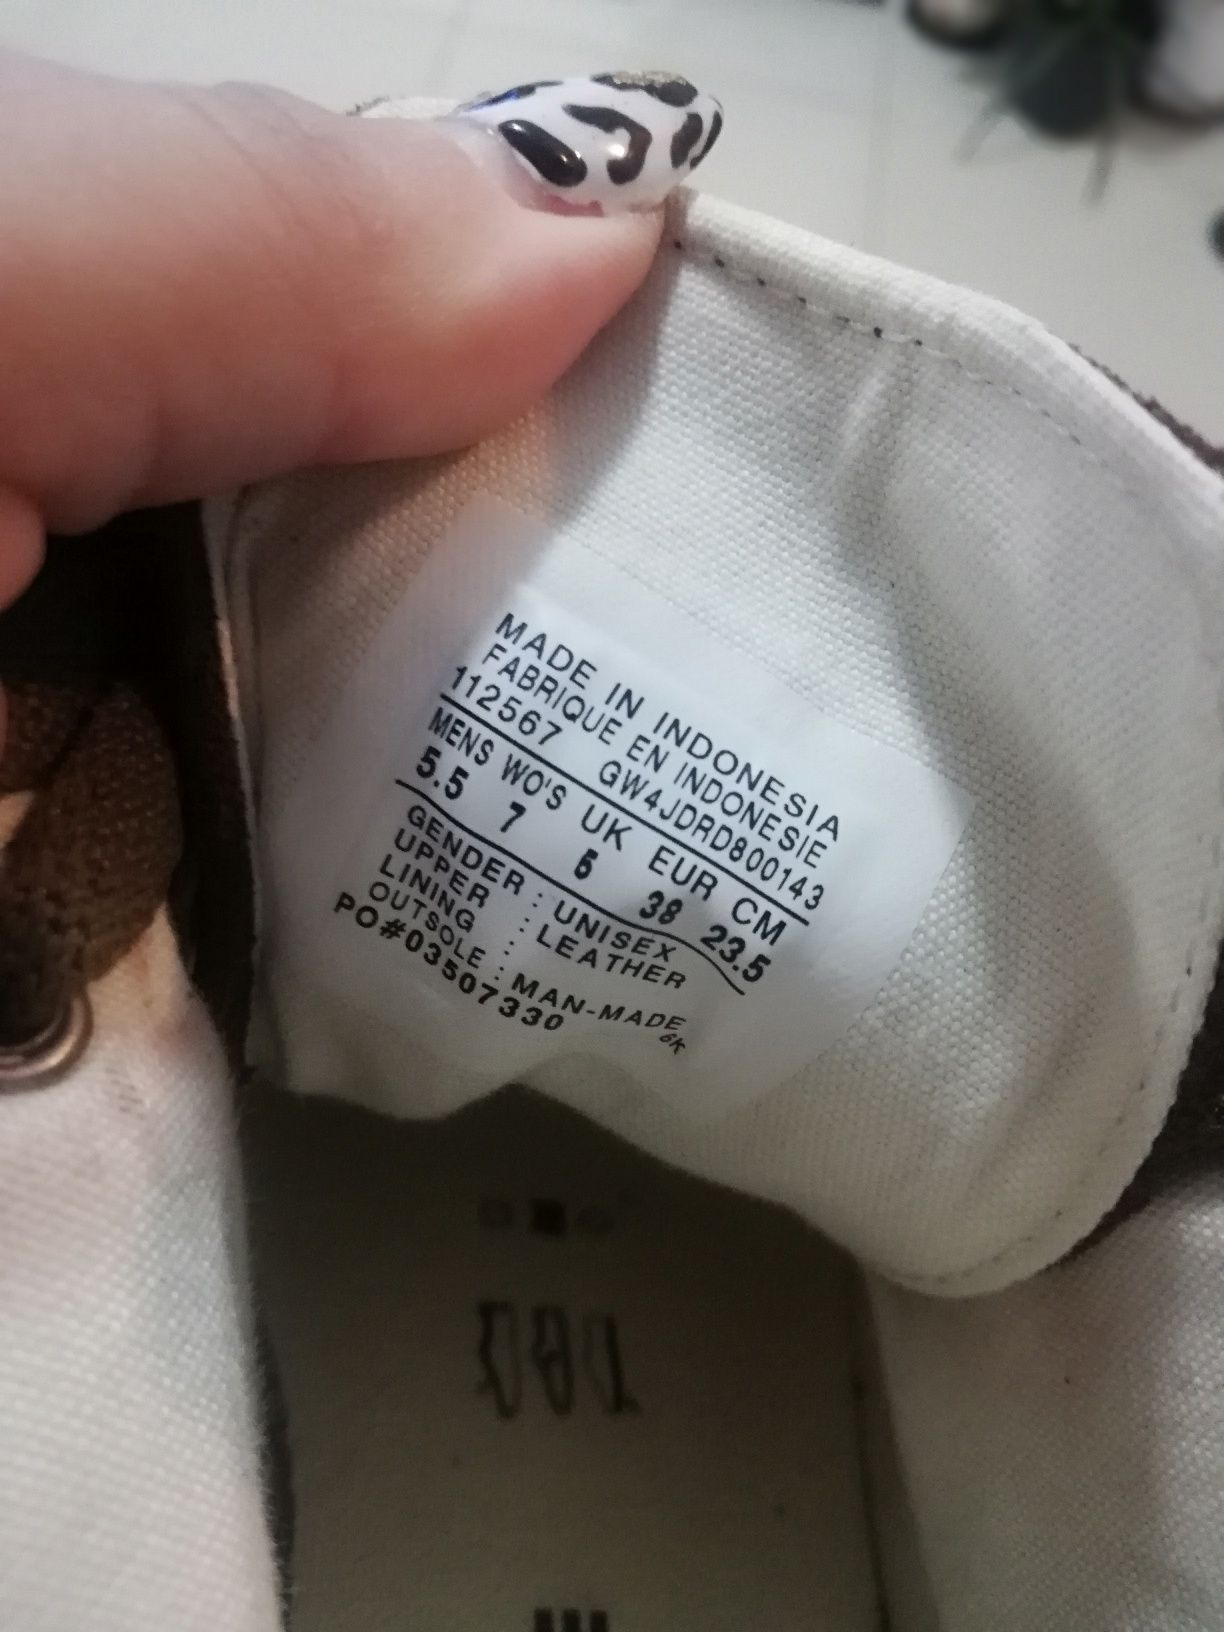 MADE IN INDONESIA
FABRIQUE EN INDONESIE
112567 GW4JDRD800143
MENS WO'S UK EUR CM
5.5 7 5 38 23.5
GENDER : UNISEX
UPPER : LEATHER
LINING :
OUTSOLE : MAN-MADE
PO#03507330 6K